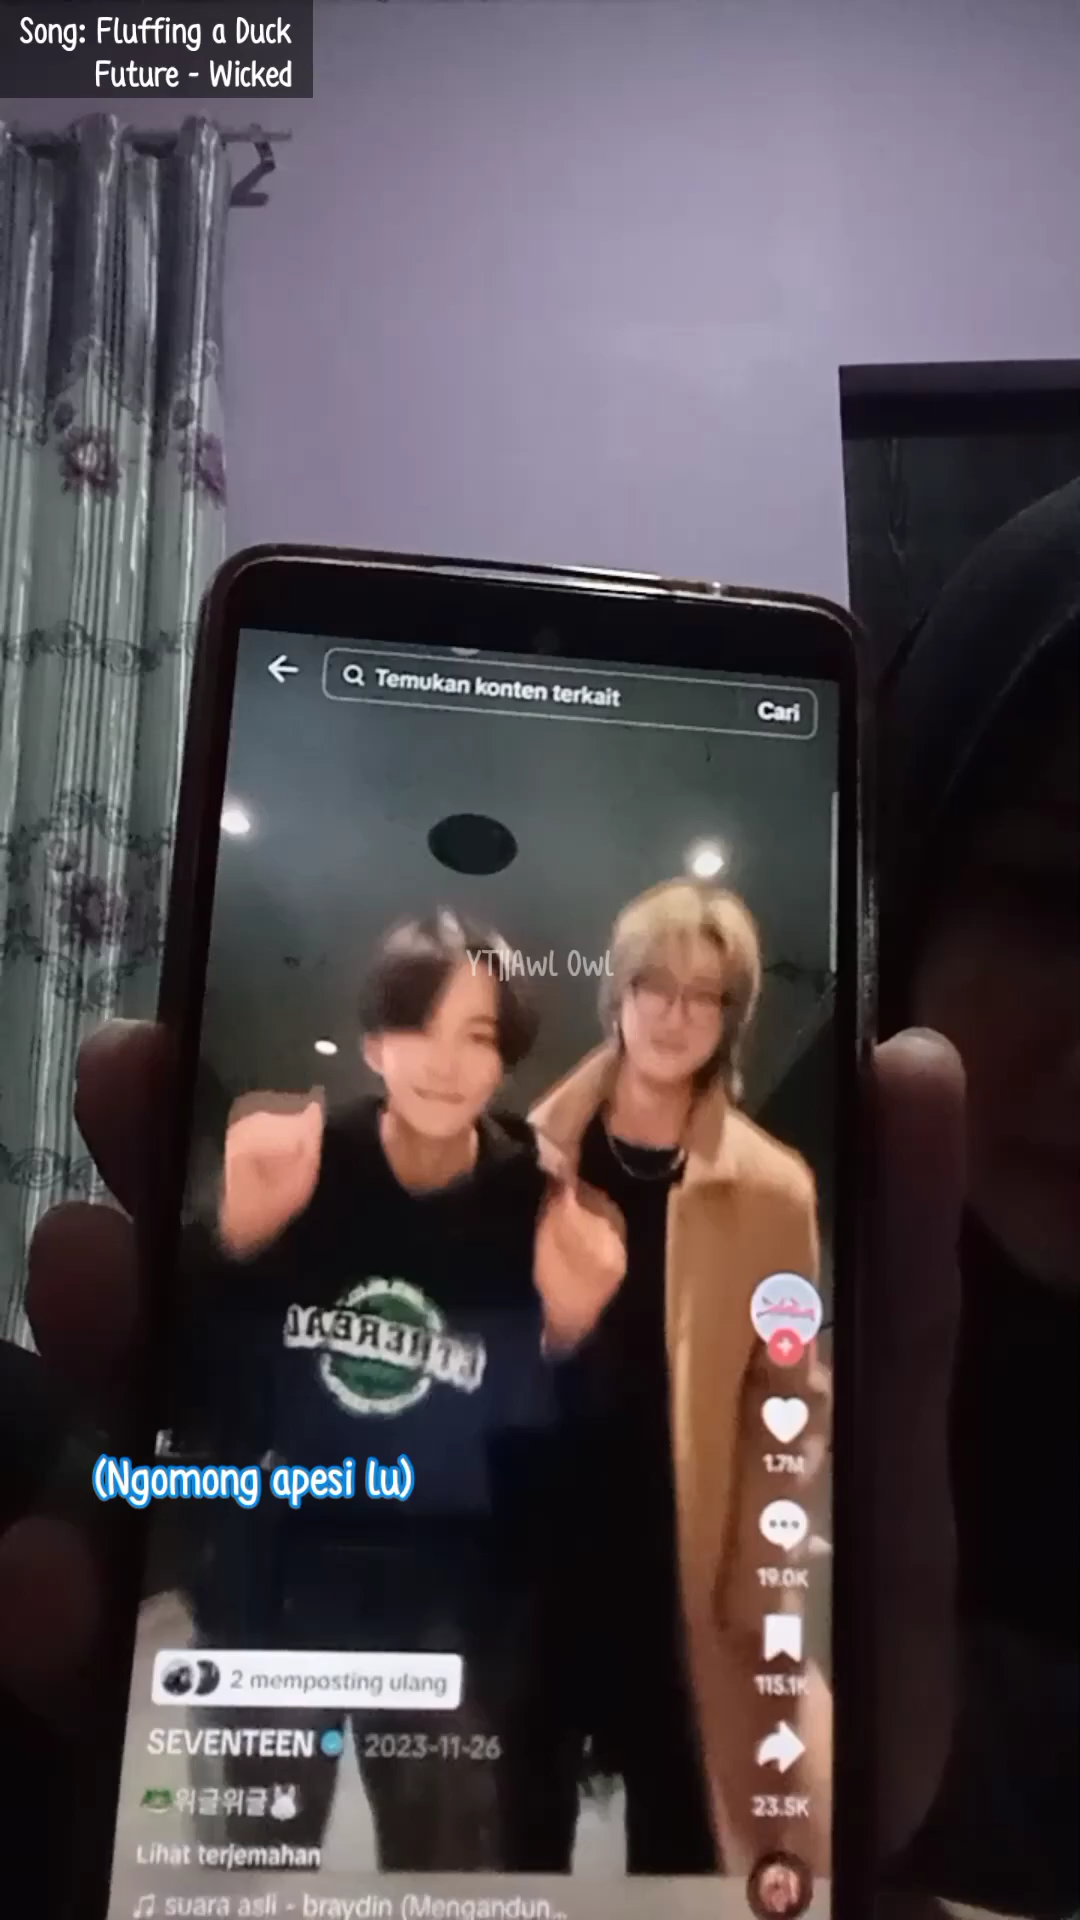 Song: Fluffing a Duck
Future - Wicked
Temukan konten terkait
Cari
YT||Awl Owl
ETHEREAL
(Ngomong apesi lu)
1.7M
19.0K
115.1K
23.5K
2 memposting ulang
SEVENTEEN 2023-11-26
🐸위글위글🐰
Lihat terjemahan
suara asli - braydin (Mengandun...